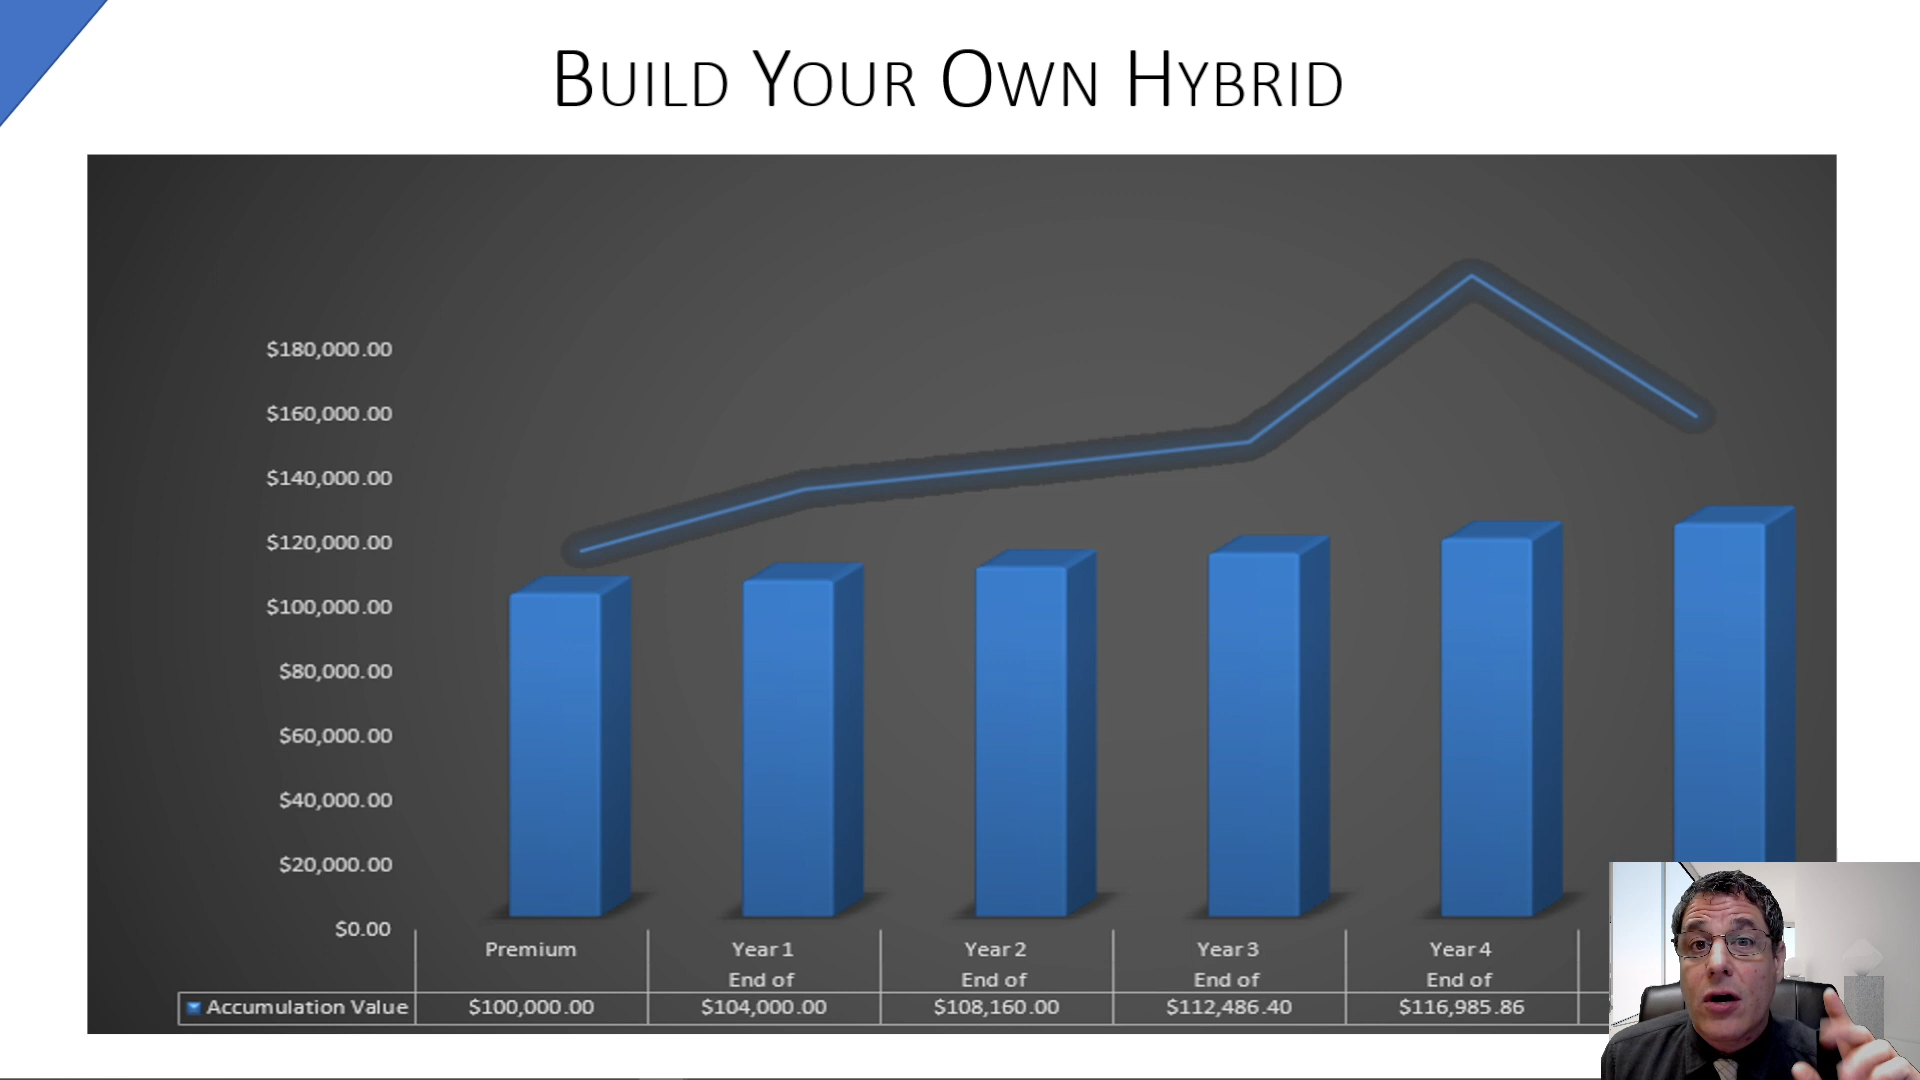 BUILD YOUR OWN HYBRID
$180,000.00
$160,000.00
$140,000.00
$120,000.00
$100,000.00
$80,000.00
$60,000.00
$40,000.00
$20,000.00
$0.00
Premium Year 1 Year 2 Year 3 Year 4
End of End of End of End of
Accumulation Value $100,000.00 $104,000.00 $108,160.00 $112,486.40 $116,985.86